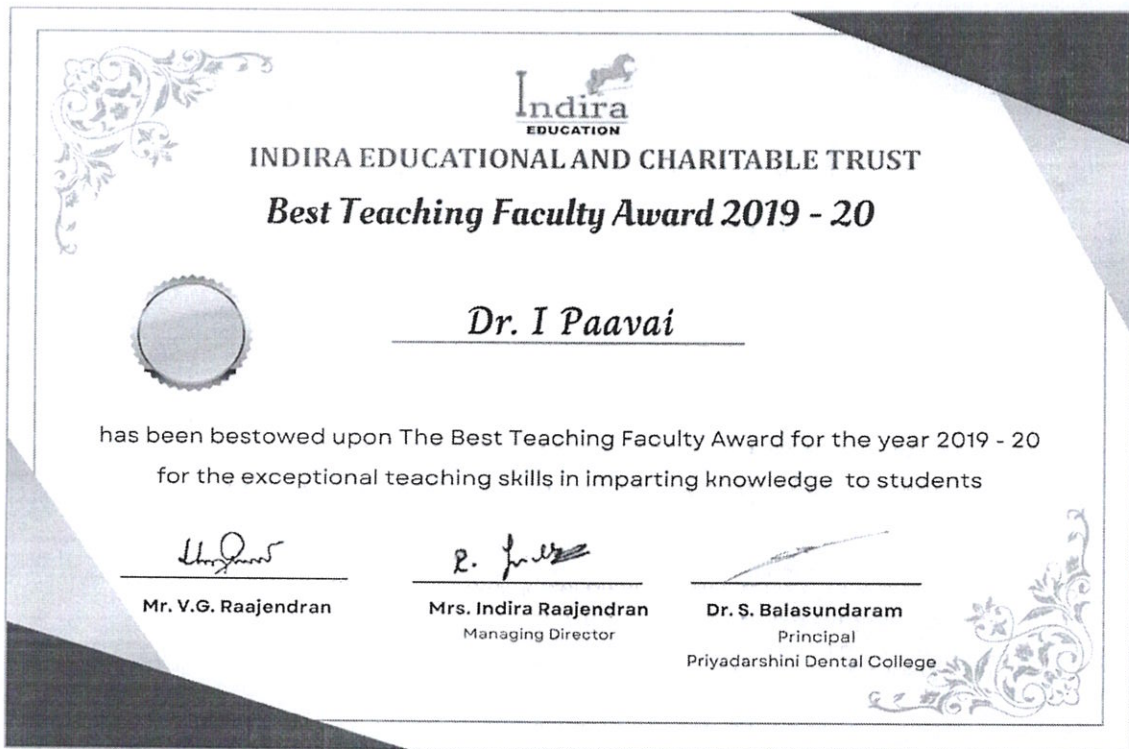 Indira
EDUCATION
INDIRA EDUCATIONAL AND CHARITABLE TRUST
Best Teaching Faculty Award 2019 - 20
Dr. I Paavai
has been bestowed upon The Best Teaching Faculty Award for the year 2019 - 20
for the exceptional teaching skills in imparting knowledge to students
Mr. V.G. Raajendran
Mrs. Indira Raajendran
Managing Director
Dr. S. Balasundaram
Principal
Priyadarshini Dental College